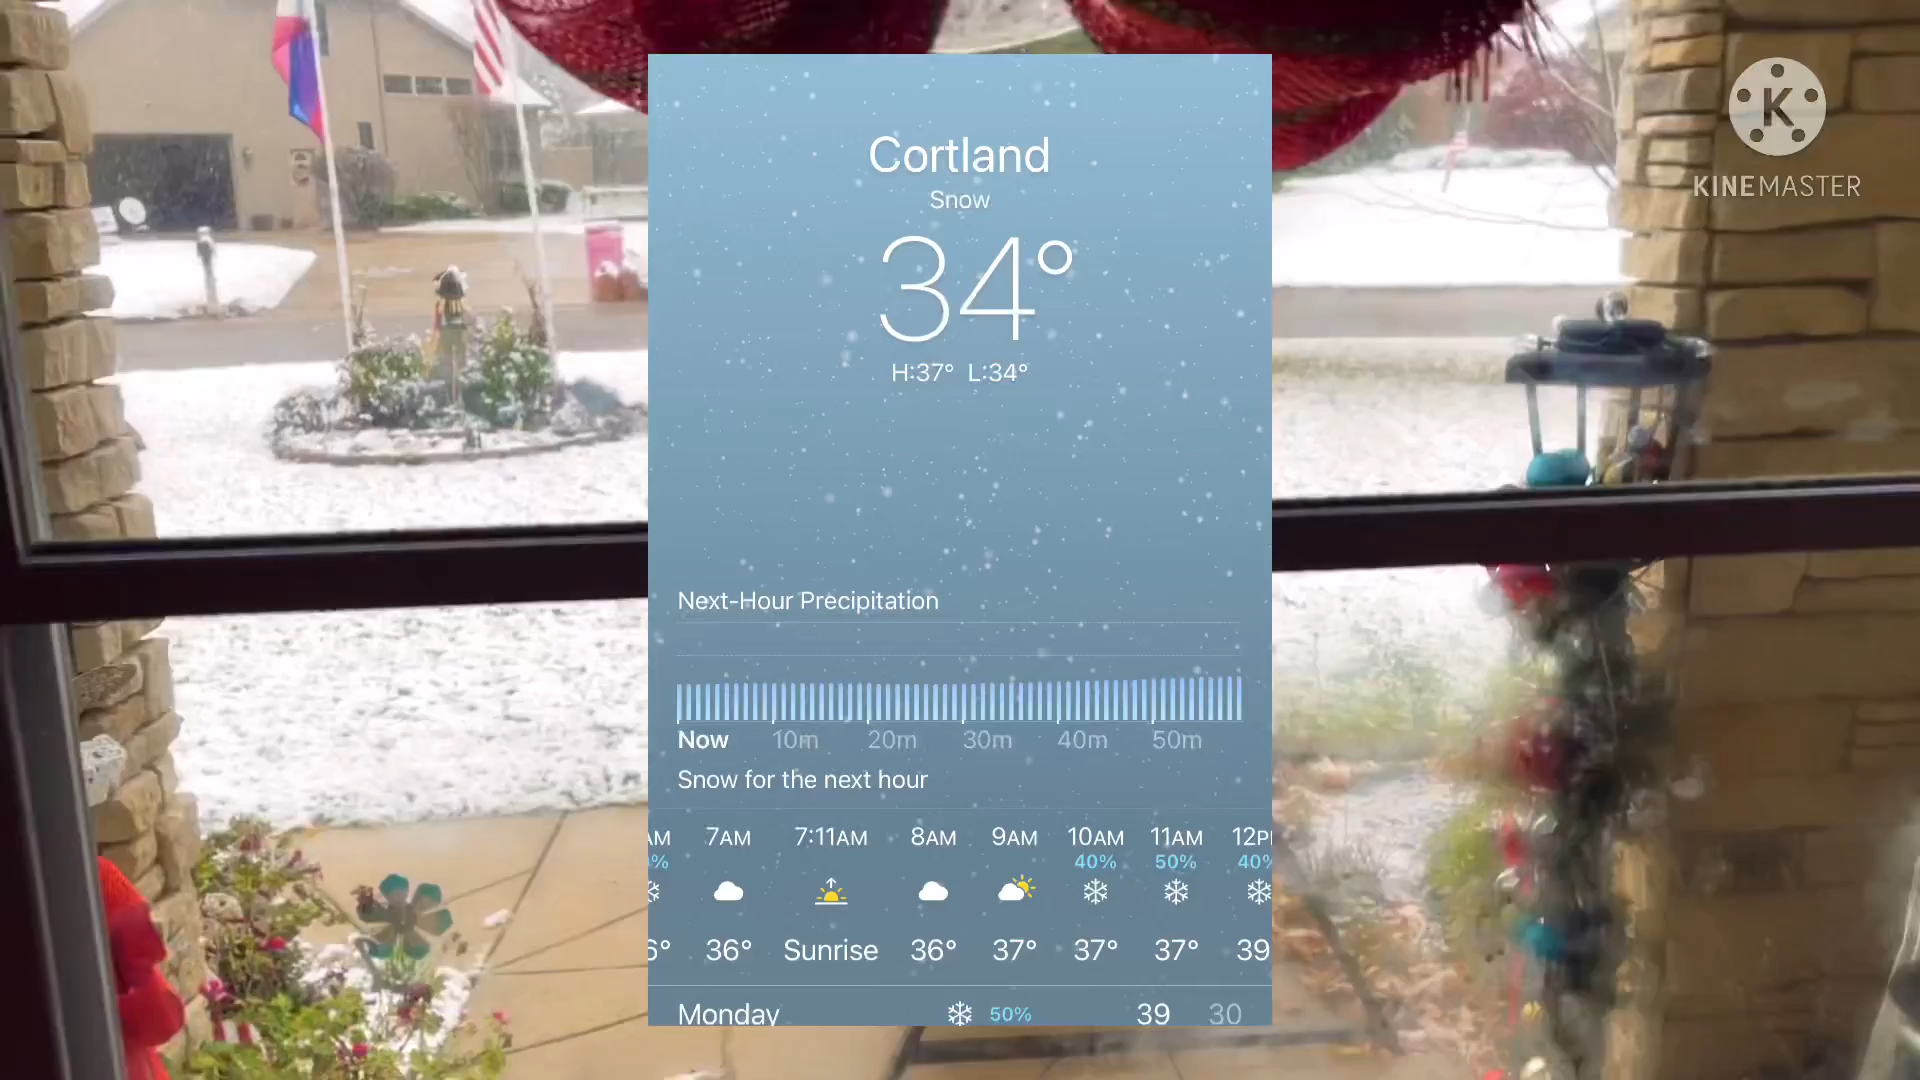 Cortland
Snow
34°
H:37° L:34°
Next-Hour Precipitation
Now 10m 20m 30m 40m 50m
Snow for the next hour
7AM 7:11AM 8AM 9AM 10AM 11AM
40% 50% 40%
36° Sunrise 36° 37° 37° 37° 39
Monday 50% 39 30
K
KINEMASTER